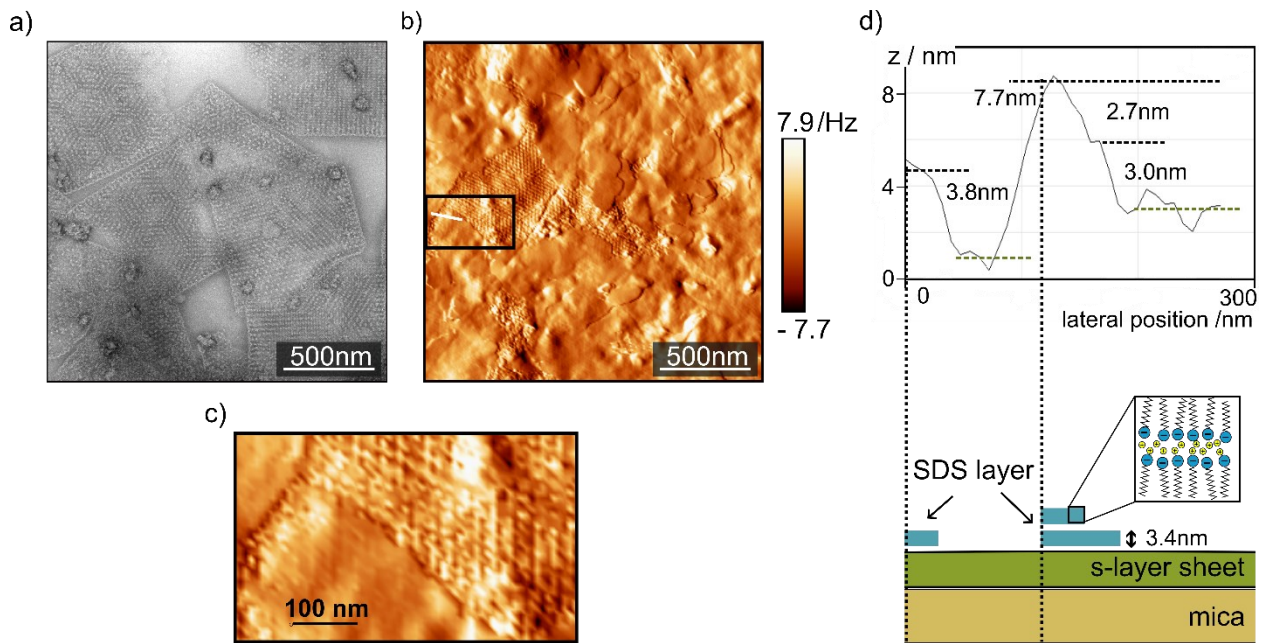 a)
500nm
b)
7.9/Hz
- 7.7
500nm
c)
100 nm
d)
z / nm
8
4
0
7.7nm
2.7nm
3.0nm
3.8nm
0
300
lateral position /nm
SDS layer
3.4nm
s-layer sheet
mica